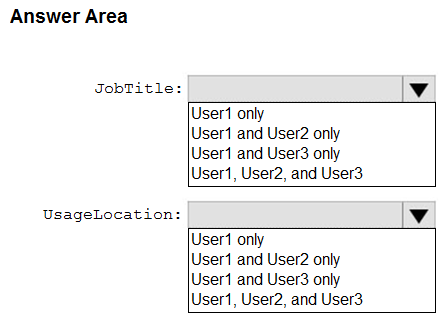 Answer Area
JobTitle:
User1 only
User1 and User2 only
User1 and User3 only
User1, User2, and User3
UsageLocation:
User1 only
User1 and User2 only
User1 and User3 only
User1, User2, and User3